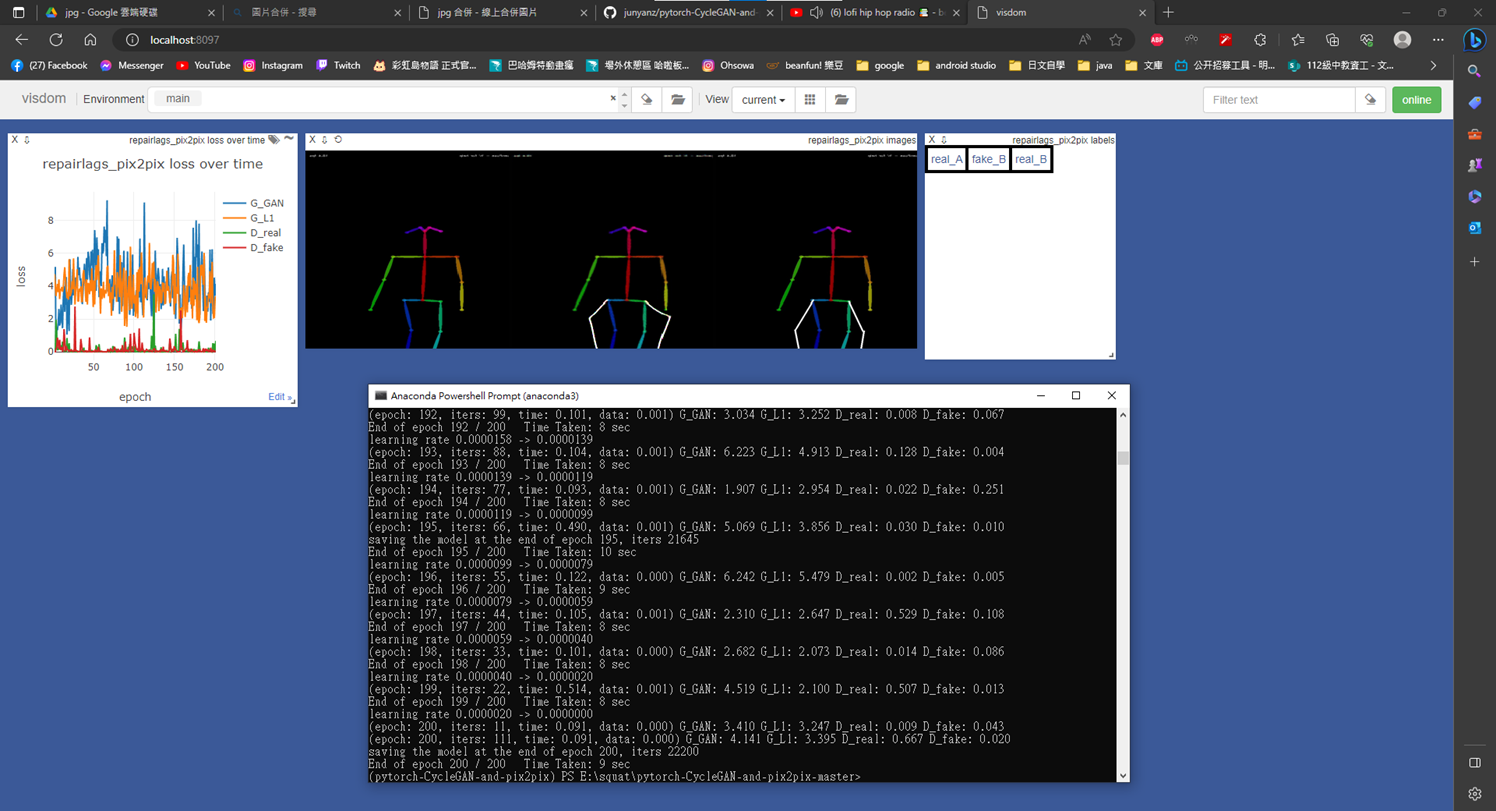 jpg - Google 雲端硬碟
圖片合併 - 搜尋
jpg 合併 - 線上合併圖片
junyanz/pytorch-CycleGAN-and-
(6) lofi hip hop radio
visdom
localhost:8097
ABP
(27) Facebook
Messenger
YouTube
Instagram
Twitch
彩虹島物語 正式官...
巴哈姆特動畫瘋
場外休憩區 哈啦板...
Ohsowa
beanfun! 樂豆
google
android studio
日文自學
java
文庫
公開招募工具 - 明...
112級中教資工 - 文...
visdom
Environment
main
View
current
Filter text
online
X
repairlags_pix2pix loss over time
repairlags_pix2pix loss over time
G_GAN
G_L1
D_real
D_fake
8
6
4
2
0
loss
50 100 150 200
epoch
Edit »
X
repairlags_pix2pix images
X
repairlags_pix2pix labels
real_A fake_B real_B
Anaconda Powershell Prompt (anaconda3)
(epoch: 192, iters: 99, time: 0.101, data: 0.001) G_GAN: 3.034 G_L1: 3.252 D_real: 0.008 D_fake: 0.067
End of epoch 192 / 200 Time Taken: 8 sec
learning rate 0.0000158 -> 0.0000139
(epoch: 193, iters: 88, time: 0.104, data: 0.001) G_GAN: 6.223 G_L1: 4.913 D_real: 0.128 D_fake: 0.004
End of epoch 193 / 200 Time Taken: 8 sec
learning rate 0.0000139 -> 0.0000119
(epoch: 194, iters: 77, time: 0.093, data: 0.001) G_GAN: 1.907 G_L1: 2.954 D_real: 0.022 D_fake: 0.251
End of epoch 194 / 200 Time Taken: 8 sec
learning rate 0.0000119 -> 0.0000099
(epoch: 195, iters: 66, time: 0.490, data: 0.001) G_GAN: 5.069 G_L1: 3.856 D_real: 0.030 D_fake: 0.010
saving the model at the end of epoch 195, iters 21645
End of epoch 195 / 200 Time Taken: 10 sec
learning rate 0.0000099 -> 0.0000079
(epoch: 196, iters: 55, time: 0.122, data: 0.000) G_GAN: 6.242 G_L1: 5.479 D_real: 0.002 D_fake: 0.005
End of epoch 196 / 200 Time Taken: 9 sec
learning rate 0.0000079 -> 0.0000059
(epoch: 197, iters: 44, time: 0.105, data: 0.001) G_GAN: 2.310 G_L1: 2.647 D_real: 0.529 D_fake: 0.108
End of epoch 197 / 200 Time Taken: 8 sec
learning rate 0.0000059 -> 0.0000040
(epoch: 198, iters: 33, time: 0.101, data: 0.000) G_GAN: 2.682 G_L1: 2.073 D_real: 0.014 D_fake: 0.086
End of epoch 198 / 200 Time Taken: 8 sec
learning rate 0.0000040 -> 0.0000020
(epoch: 199, iters: 22, time: 0.514, data: 0.001) G_GAN: 4.519 G_L1: 2.100 D_real: 0.507 D_fake: 0.013
End of epoch 199 / 200 Time Taken: 8 sec
learning rate 0.0000020 -> 0.0000000
(epoch: 200, iters: 11, time: 0.091, data: 0.000) G_GAN: 3.410 G_L1: 3.247 D_real: 0.009 D_fake: 0.043
(epoch: 200, iters: 111, time: 0.091, data: 0.000) G_GAN: 4.141 G_L1: 3.395 D_real: 0.667 D_fake: 0.020
saving the model at the end of epoch 200, iters 22200
End of epoch 200 / 200 Time Taken: 9 sec
(pytorch-CycleGAN-and-pix2pix) PS E:\squat\pytorch-CycleGAN-and-pix2pix-master>